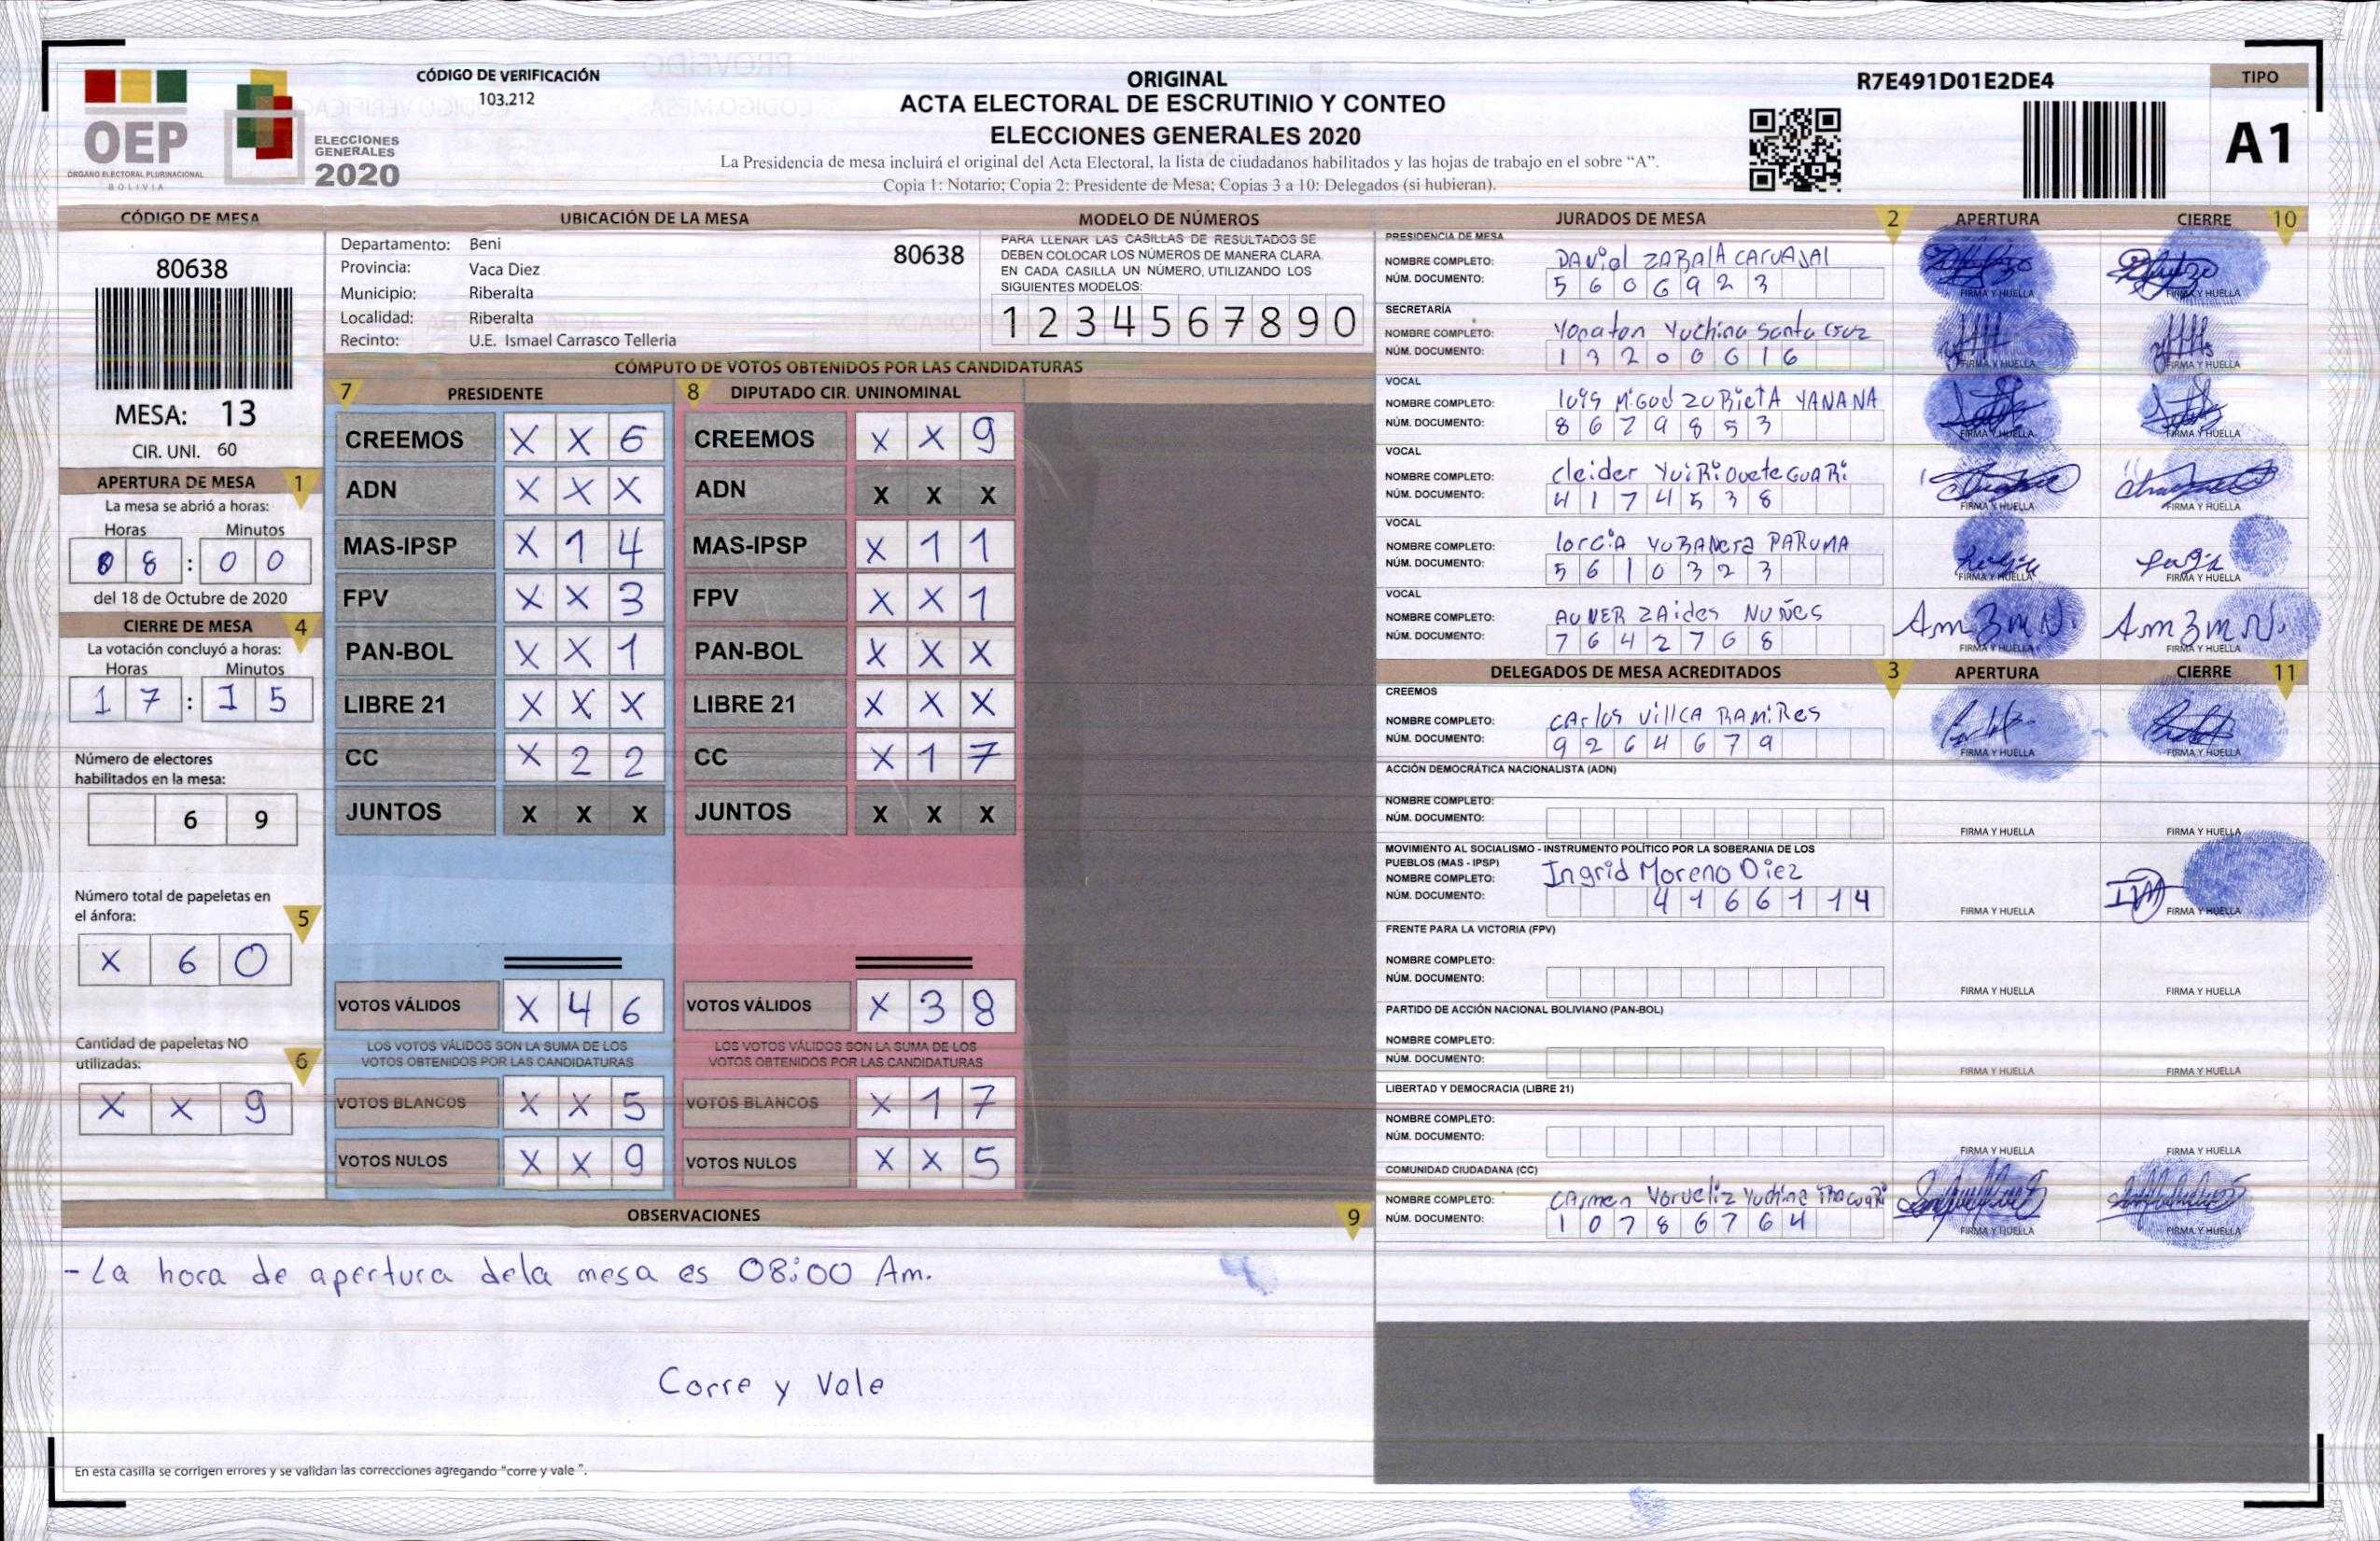 CÓDIGO DE VERIFICACIÓN
103.212
ORIGINAL
ACTA ELECTORAL DE ESCRUTINIO Y CONTEO
ELECCIONES GENERALES 2020
La Presidencia de mesa incluirá el original del Acta Electoral, la lista de ciudadanos habilitados y las hojas de trabajo en el sobre “A”.
Copia 1: Notario; Copia 2: Presidente de Mesa; Copias 3 a 10: Delegados (si hubieran).
R7E491D01E2DE4
TIPO
A1
OEP
ÓRGANO ELECTORAL PLURINACIONAL
BOLIVIA
ELECCIONES
GENERALES
2020
CÓDIGO DE MESA
80638
MESA: 13
CIR. UNI. 60
APERTURA DE MESA 1
La mesa se abrió a horas:
Horas Minutos
0 8 : 0 0
del 18 de Octubre de 2020
CIERRE DE MESA 4
La votación concluyó a horas:
Horas Minutos
1 7 : 1 5
Número de electores
habilitados en la mesa:
6 9
Número total de papeletas en
el ánfora: 5
X 6 0
Cantidad de papeletas NO
utilizadas: 6
X X 9
UBICACIÓN DE LA MESA
Departamento: Beni
80638
Provincia: Vaca Diez
Municipio: Riberalta
Localidad: Riberalta
Recinto: U.E. Ismael Carrasco Telleria
MODELO DE NÚMEROS
PARA LLENAR LAS CASILLAS DE RESULTADOS SE
DEBEN COLOCAR LOS NÚMEROS DE MANERA CLARA.
EN CADA CASILLA UN NÚMERO, UTILIZANDO LOS
SIGUIENTES MODELOS:
1 2 3 4 5 6 7 8 9 0
CÓMPUTO DE VOTOS OBTENIDOS POR LAS CANDIDATURAS
7 PRESIDENTE
CREEMOS X X 6
ADN X X X
MAS-IPSP X 1 4
FPV X X 3
PAN-BOL X X 1
LIBRE 21 X X X
CC X 2 2
JUNTOS X X X
VOTOS VÁLIDOS X 4 6
LOS VOTOS VÁLIDOS SON LA SUMA DE LOS
VOTOS OBTENIDOS POR LAS CANDIDATURAS
VOTOS BLANCOS X X 5
VOTOS NULOS X X 9
8 DIPUTADO CIR. UNINOMINAL
CREEMOS X X 9
ADN X X X
MAS-IPSP X 1 1
FPV X X 1
PAN-BOL X X X
LIBRE 21 X X X
CC X 1 7
JUNTOS X X X
VOTOS VÁLIDOS X 3 8
LOS VOTOS VÁLIDOS SON LA SUMA DE LOS
VOTOS OBTENIDOS POR LAS CANDIDATURAS
VOTOS BLANCOS X 1 7
VOTOS NULOS X X 5
OBSERVACIONES 9
- La hora de apertura dela mesa es 08:00 Am.
Corre y Vale
En esta casilla se corrigen errores y se validan las correcciones agregando “corre y vale ”.
JURADOS DE MESA 2 APERTURA CIERRE 10
PRESIDENCIA DE MESA
NOMBRE COMPLETO: DAViD ZABALA CARVAJAL
NÚM. DOCUMENTO: 5 6 0 6 9 2 3
FIRMA Y HUELLA FIRMA Y HUELLA
SECRETARÍA
NOMBRE COMPLETO: Yonatan Yuchina Santa Cruz
NÚM. DOCUMENTO: 1 3 2 0 0 6 1 6
FIRMA Y HUELLA FIRMA Y HUELLA
VOCAL
NOMBRE COMPLETO: ZUBiETA YANANA
NÚM. DOCUMENTO: 8 6 7 9 8 5 3
FIRMA Y HUELLA FIRMA Y HUELLA
VOCAL
NOMBRE COMPLETO: Cleider
NÚM. DOCUMENTO: 4 1 7 4 5 3 8
FIRMA Y HUELLA FIRMA Y HUELLA
VOCAL
NOMBRE COMPLETO: PARUMA
NÚM. DOCUMENTO: 5 6 1 0 3 2 3
FIRMA Y HUELLA FIRMA Y HUELLA
VOCAL
NOMBRE COMPLETO: NUÑES
NÚM. DOCUMENTO: 7 6 4 2 7 6 8
FIRMA Y HUELLA FIRMA Y HUELLA
DELEGADOS DE MESA ACREDITADOS 3 APERTURA CIERRE 11
CREEMOS
NOMBRE COMPLETO: CArlos VillCA RAMiRes
NÚM. DOCUMENTO: 9 2 6 4 6 7 9
FIRMA Y HUELLA FIRMA Y HUELLA
ACCIÓN DEMOCRÁTICA NACIONALISTA (ADN)
NOMBRE COMPLETO:
NÚM. DOCUMENTO:
FIRMA Y HUELLA FIRMA Y HUELLA
MOVIMIENTO AL SOCIALISMO - INSTRUMENTO POLÍTICO POR LA SOBERANIA DE LOS
PUEBLOS (MAS - IPSP)
NOMBRE COMPLETO: Ingrid Moreno Diez
NÚM. DOCUMENTO: 4 1 6 6 1 1 4
FIRMA Y HUELLA FIRMA Y HUELLA
FRENTE PARA LA VICTORIA (FPV)
NOMBRE COMPLETO:
NÚM. DOCUMENTO:
FIRMA Y HUELLA FIRMA Y HUELLA
PARTIDO DE ACCIÓN NACIONAL BOLIVIANO (PAN-BOL)
NOMBRE COMPLETO:
NÚM. DOCUMENTO:
FIRMA Y HUELLA FIRMA Y HUELLA
LIBERTAD Y DEMOCRACIA (LIBRE 21)
NOMBRE COMPLETO:
NÚM. DOCUMENTO:
FIRMA Y HUELLA FIRMA Y HUELLA
COMUNIDAD CIUDADANA (CC)
NOMBRE COMPLETO: CArmen
NÚM. DOCUMENTO: 1 0 7 8 6 7 6 4
FIRMA Y HUELLA FIRMA Y HUELLA